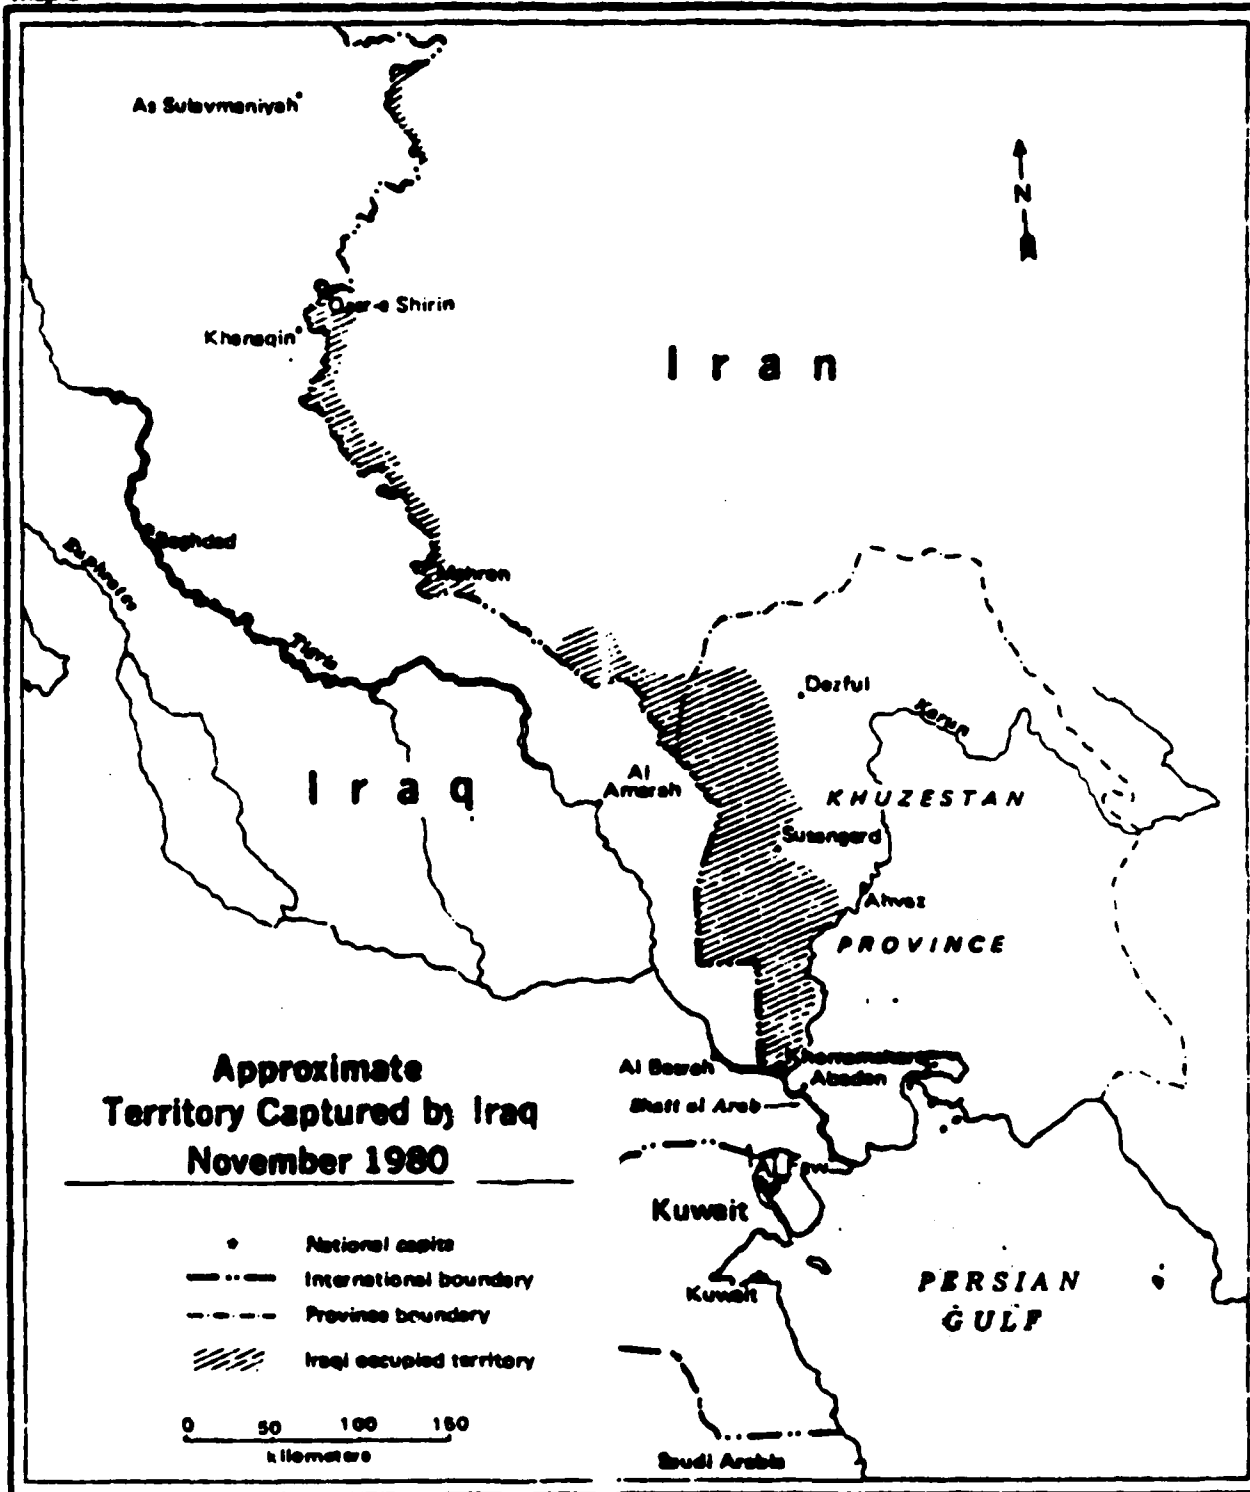 As Sulaymaniyah
N
Qasr-e Shirin
Khanaqin
Iran
Baghdad
Euphrates
Mehran
Tigris
Dezful
Karun
Iraq
Al
Amarah
KHUZESTAN
Susangerd
Ahvaz
PROVINCE
Approximate
Territory Captured by Iraq
November 1980
Al Basrah
Khorramshahr
Abadan
Shatt al Arab
Al Faw
Kuwait
Kuwait
PERSIAN
GULF
National capital
International boundary
Province boundary
Iraqi occupied territory
0 50 100 150
kilometers
Saudi Arabia